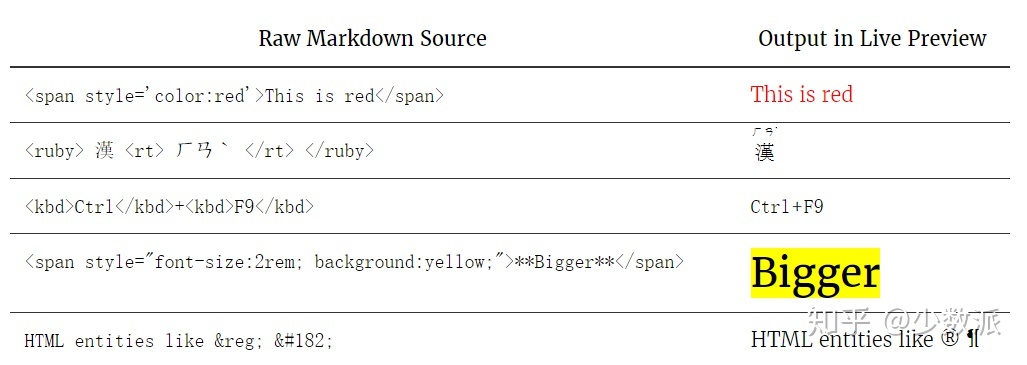 Raw Markdown Source Output in Live Preview
<span style='color:red'>This is red</span> This is red
<ruby> 漢 <rt> ㄏㄢˋ </rt> </ruby> ㄏㄢˋ
漢
<kbd>Ctrl</kbd>+<kbd>F9</kbd> Ctrl+F9
<span style="font-size:2rem; background:yellow;">**Bigger**</span> Bigger
HTML entities like &reg; &#182; HTML entities like ® ¶
知乎 @少数派